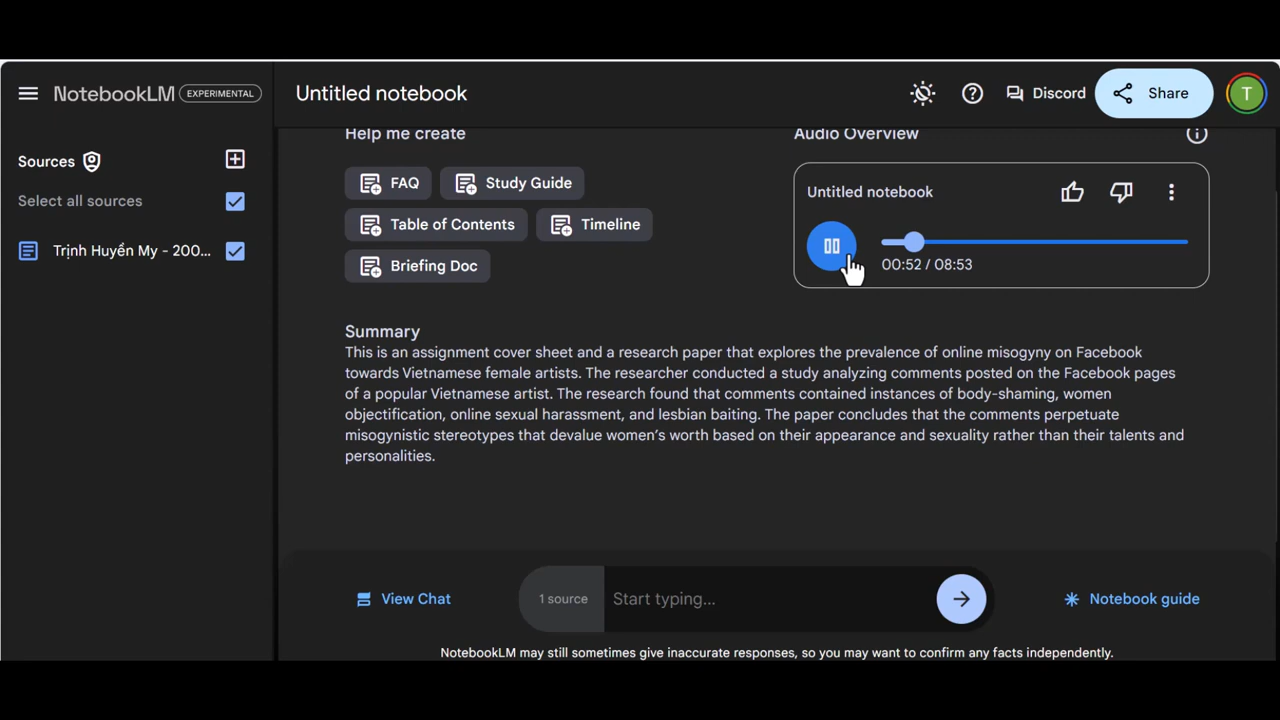 NotebookLM EXPERIMENTAL
Untitled notebook
Discord
Share
T
Sources
Select all sources
Trịnh Huyền My - 200...
Help me create
FAQ
Study Guide
Table of Contents
Timeline
Briefing Doc
Audio Overview
Untitled notebook
00:52 / 08:53
Summary
This is an assignment cover sheet and a research paper that explores the prevalence of online misogyny on Facebook
towards Vietnamese female artists. The researcher conducted a study analyzing comments posted on the Facebook pages
of a popular Vietnamese artist. The research found that comments contained instances of body-shaming, women
objectification, online sexual harassment, and lesbian baiting. The paper concludes that the comments perpetuate
misogynistic stereotypes that devalue women's worth based on their appearance and sexuality rather than their talents and
personalities.
View Chat
1 source
Start typing...
Notebook guide
NotebookLM may still sometimes give inaccurate responses, so you may want to confirm any facts independently.